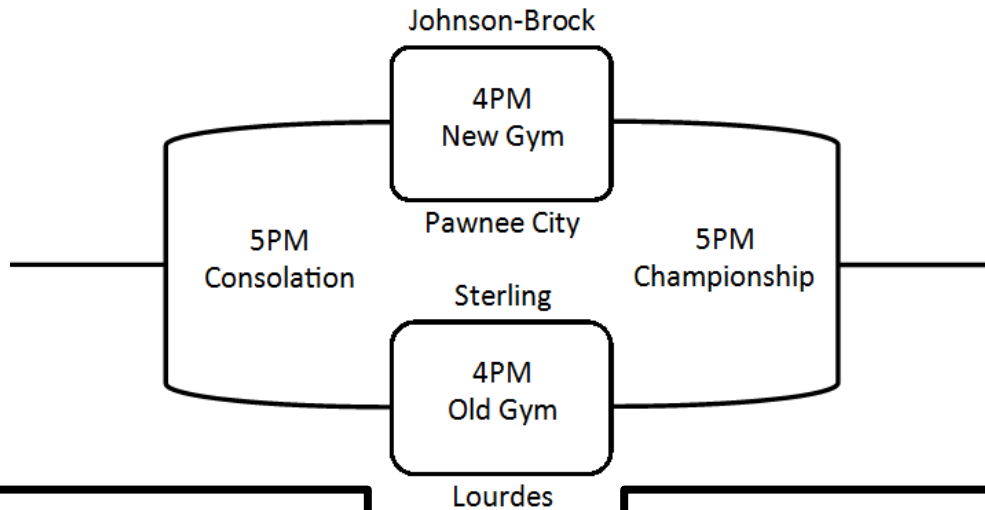 Johnson-Brock
4PM
New Gym
Pawnee City
5PM
Consolation
5PM
Championship
Sterling
4PM
Old Gym
Lourdes